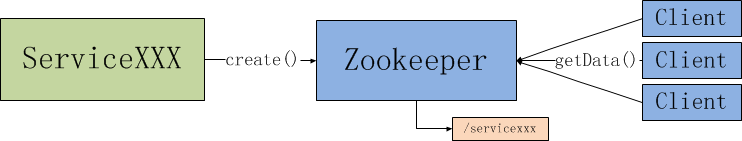 ServiceXXX
create()
Zookeeper
getData()
Client
Client
Client
/servicexxx